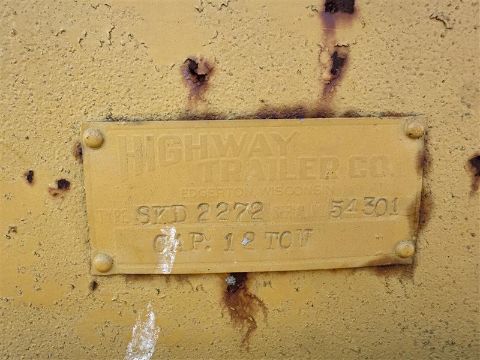 HIGHWAY
TRAILER CO.
EDGERTON, WISCONSIN
TYPE SKD 2272 SERIAL 54301
CAP. 12 TON